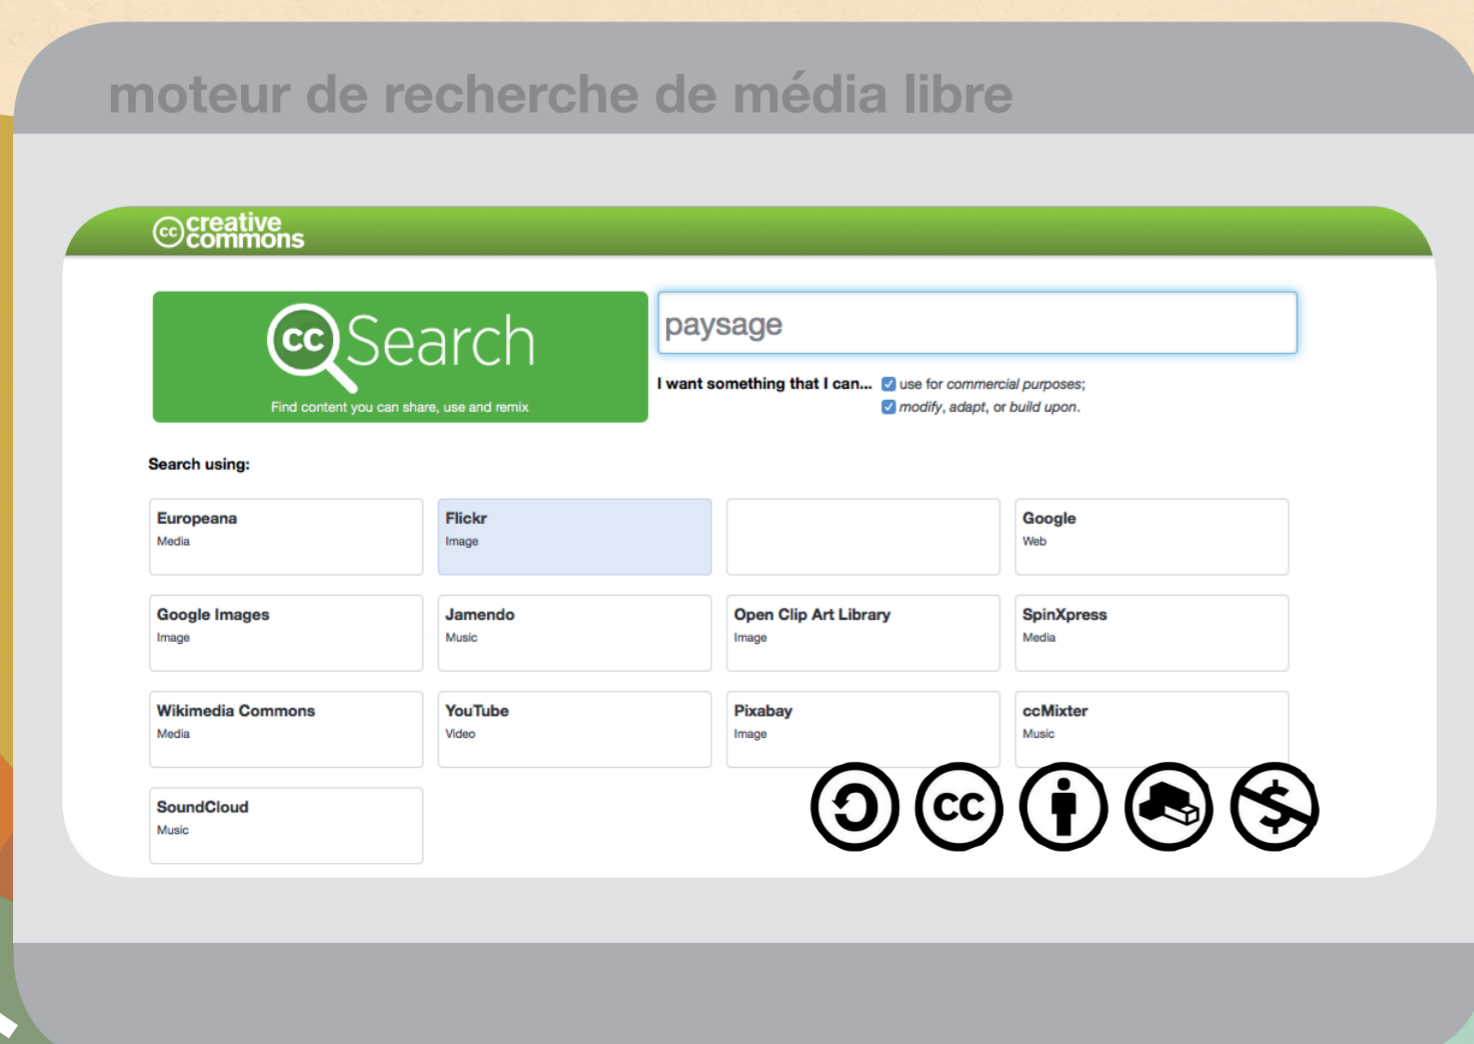 moteur de recherche de média libre
cc creative commons
cc Search
Find content you can share, use and remix
paysage
I want something that I can... use for commercial purposes;
modify, adapt, or build upon.
Search using:
Europeana
Media
Flickr
Image
Google
Web
Google Images
Image
Jamendo
Music
Open Clip Art Library
Image
SpinXpress
Media
Wikimedia Commons
Media
YouTube
Video
Pixabay
Image
ccMixter
Music
SoundCloud
Music
cc
$